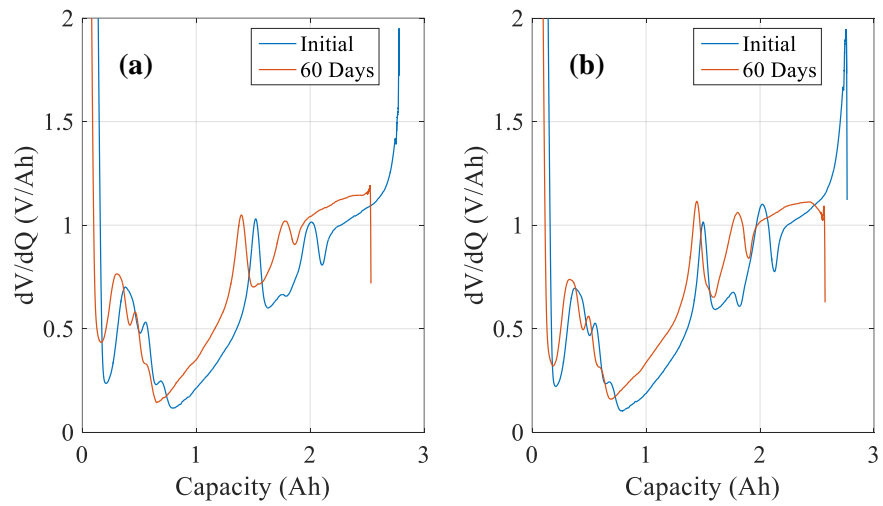 (a)
Initial
60 Days
dV/dQ (V/Ah)
2
1.5
1
0.5
0
0
1
2
3
Capacity (Ah)
(b)
Initial
60 Days
dV/dQ (V/Ah)
2
1.5
1
0.5
0
0
1
2
3
Capacity (Ah)